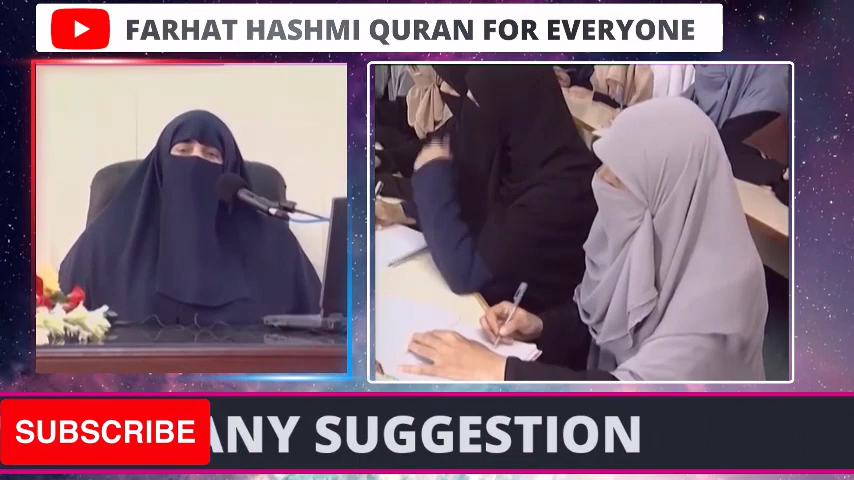 FARHAT HASHMI QURAN FOR EVERYONE
SUBSCRIBE
ANY SUGGESTION